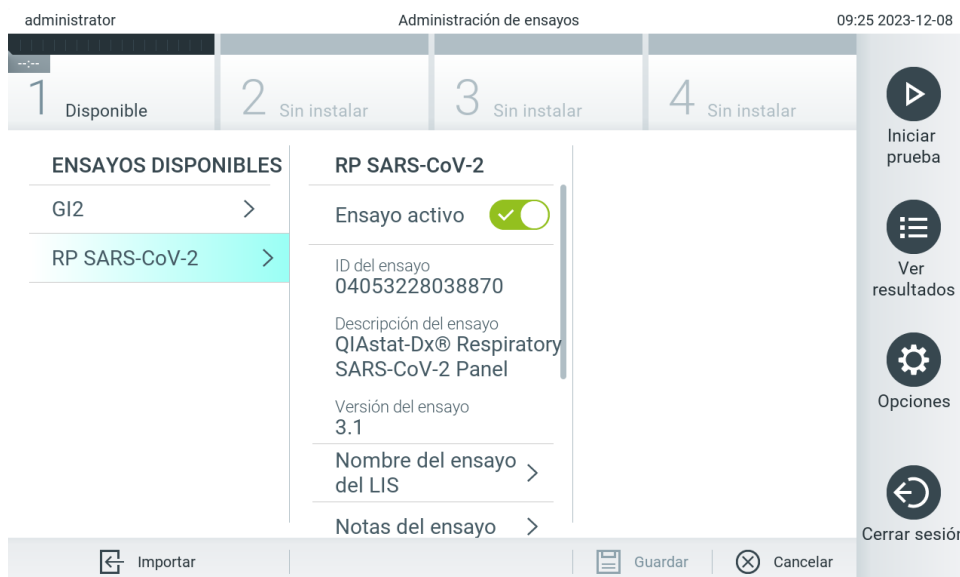 administrator
Administración de ensayos
09:25 2023-12-08
--:--
1 Disponible
2 Sin instalar
3 Sin instalar
4 Sin instalar
ENSAYOS DISPONIBLES
GI2
RP SARS-CoV-2
RP SARS-CoV-2
Ensayo activo
ID del ensayo
04053228038870
Descripción del ensayo
QIAstat-Dx® Respiratory
SARS-CoV-2 Panel
Versión del ensayo
3.1
Nombre del ensayo
del LIS
Notas del ensayo
Iniciar
prueba
Ver
resultados
Opciones
Cerrar sesión
Importar
Guardar
Cancelar